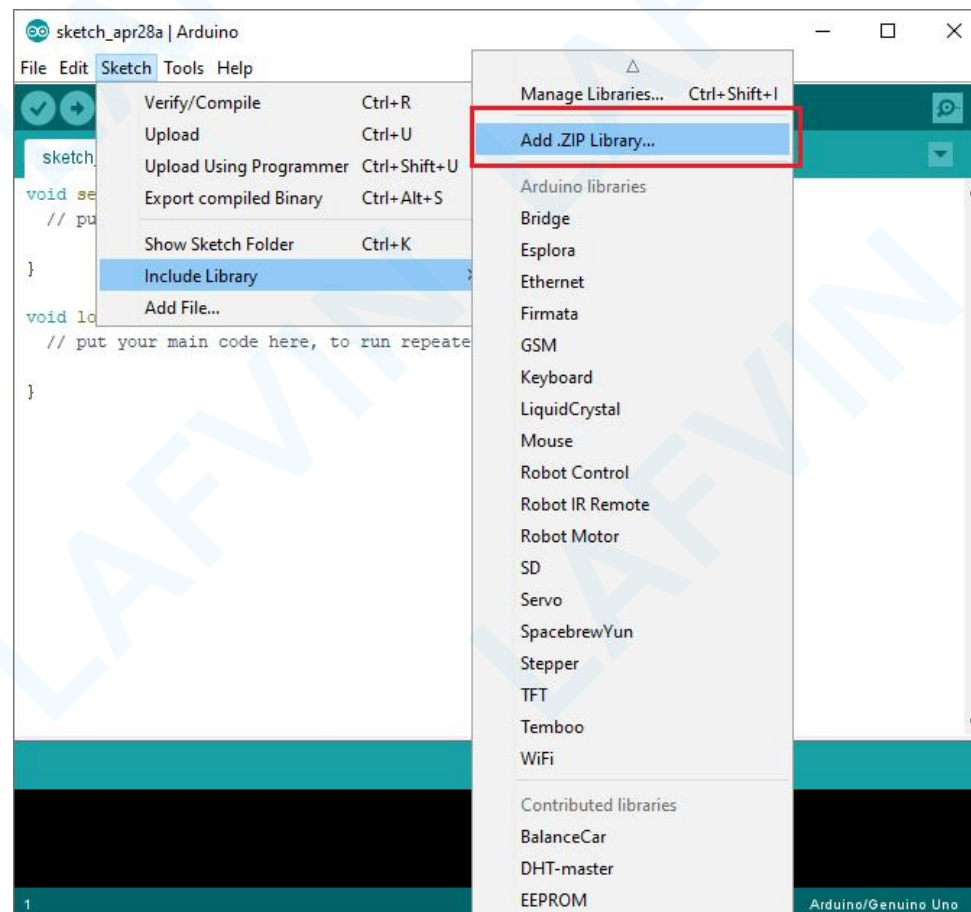 sketch_apr28a | Arduino
File Edit Sketch Tools Help
Verify/Compile Ctrl+R
Upload Ctrl+U
Upload Using Programmer Ctrl+Shift+U
Export compiled Binary Ctrl+Alt+S
Show Sketch Folder Ctrl+K
Include Library
Add File...
Manage Libraries... Ctrl+Shift+I
Add .ZIP Library...
Arduino libraries
Bridge
Esplora
Ethernet
Firmata
GSM
Keyboard
LiquidCrystal
Mouse
Robot Control
Robot IR Remote
Robot Motor
SD
Servo
SpacebrewYun
Stepper
TFT
Temboo
WiFi
Contributed libraries
BalanceCar
DHT-master
EEPROM
sketch_
void se
// pu
}
void lo
// put your main code here, to run repeate
}
1
Arduino/Genuino Uno
LAFVIN
LAFVIN